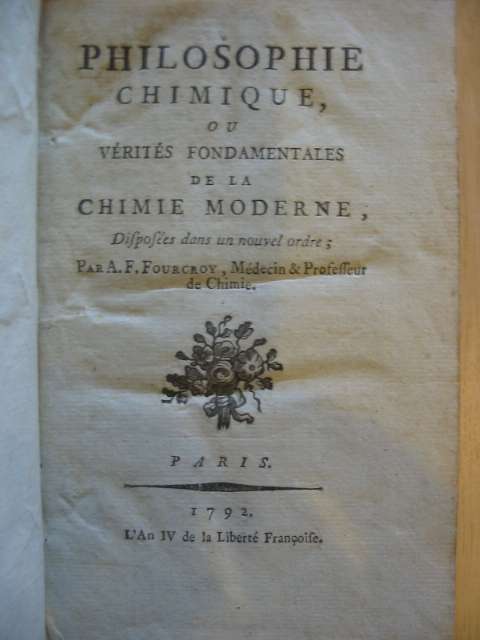 PHILOSOPHIE
CHIMIQUE,
OU
VÉRITÉS FONDAMENTALES
DE LA
CHIMIE MODERNE,
Diſpoſées dans un nouvel ordre;
PAR A. F. FOURCROY, Médecin & Profeſſeur
de Chimie.
PARIS.
1792.
L'An IV de la Liberté Françoiſe.